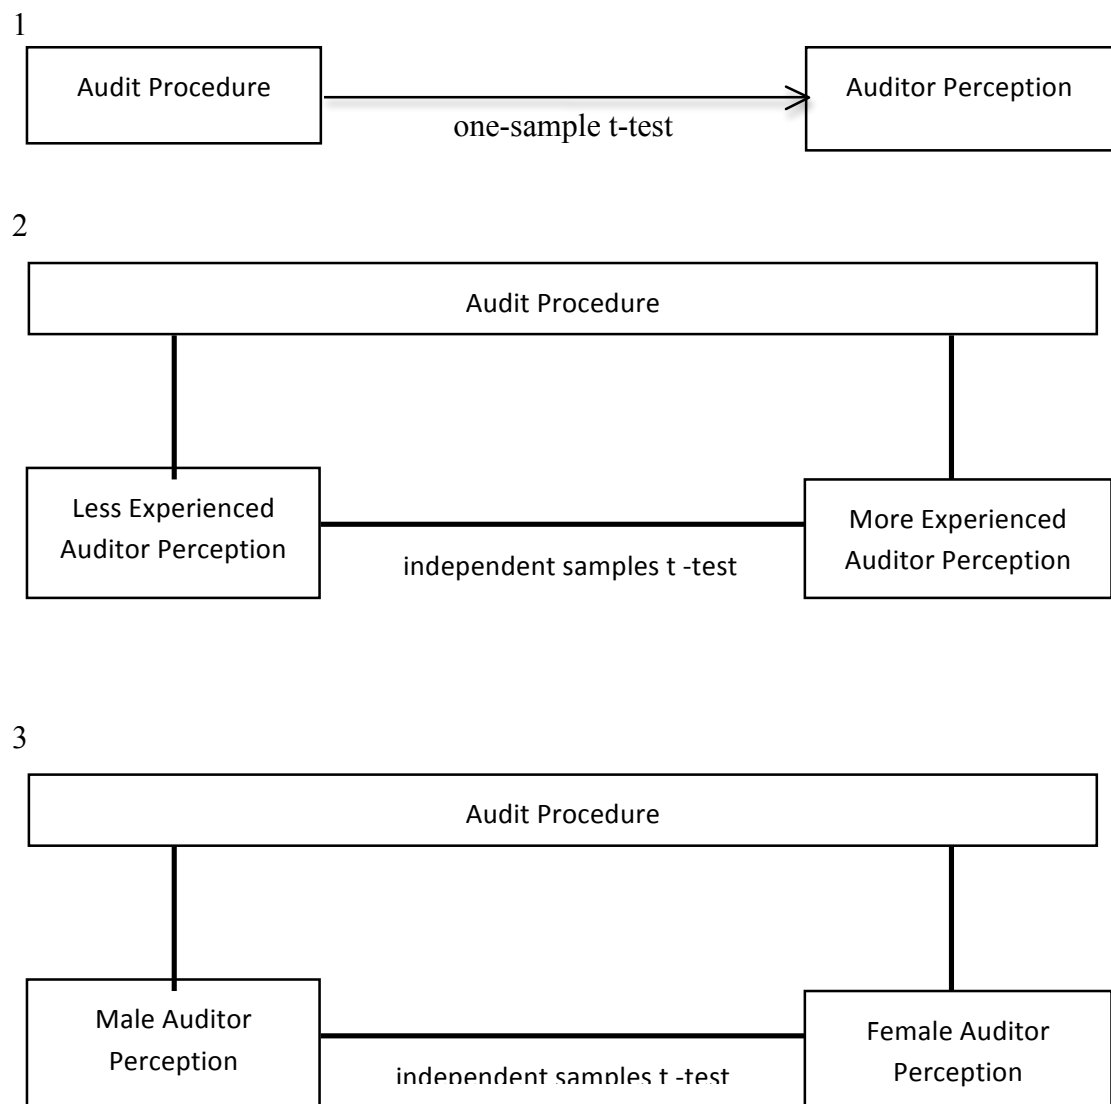 1
Audit Procedure
Auditor Perception
one-sample t-test
2
Audit Procedure
Less Experienced
Auditor Perception
More Experienced
Auditor Perception
independent samples t -test
3
Audit Procedure
Male Auditor
Perception
Female Auditor
Perception
independent samples t -test